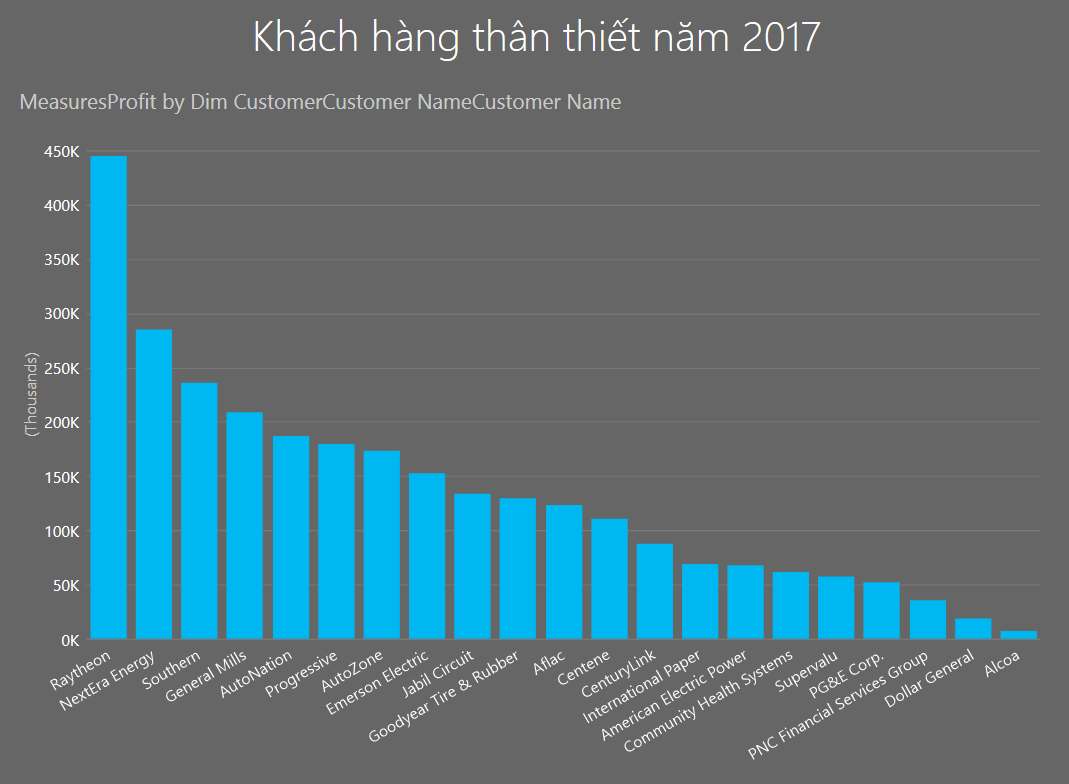 Khách hàng thân thiết năm 2017
MeasuresProfit by Dim CustomerCustomer NameCustomer Name
450K
400K
350K
300K
250K
200K
150K
100K
50K
0K
(Thousands)
Raytheon
NextEra Energy
Southern
General Mills
AutoNation
Progressive
AutoZone
Emerson Electric
Jabil Circuit
Goodyear Tire & Rubber
Aflac
Centene
CenturyLink
International Paper
American Electric Power
Community Health Systems
Supervalu
PG&E Corp.
PNC Financial Services Group
Dollar General
Alcoa